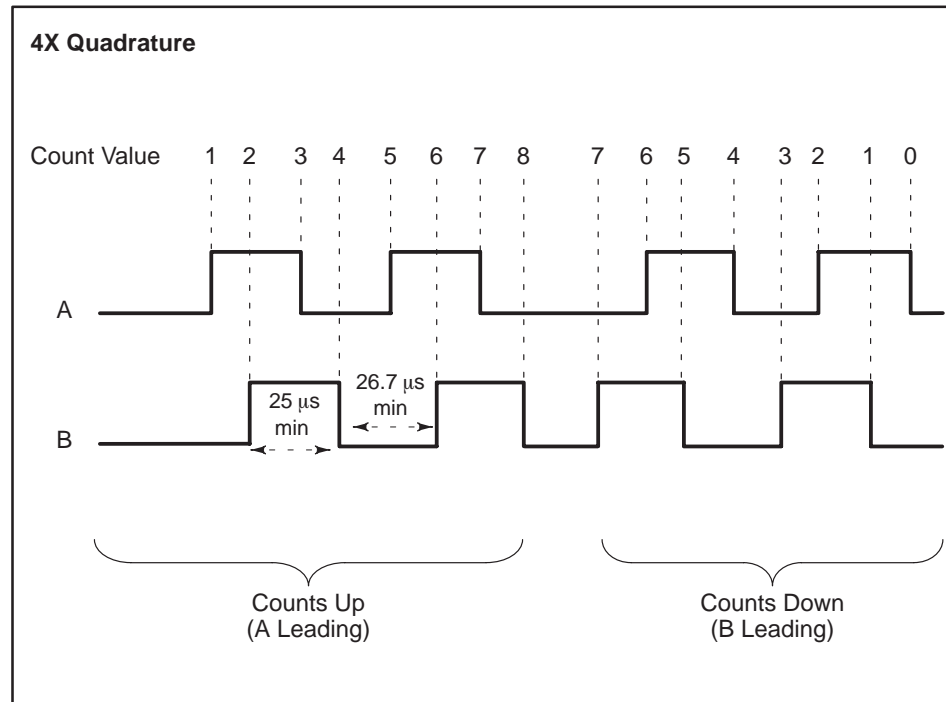 4X Quadrature
Count Value 1 2 3 4 5 6 7 8 7 6 5 4 3 2 1 0
A
26.7 μs
min
25 μs
min
B
Counts Up
(A Leading)
Counts Down
(B Leading)